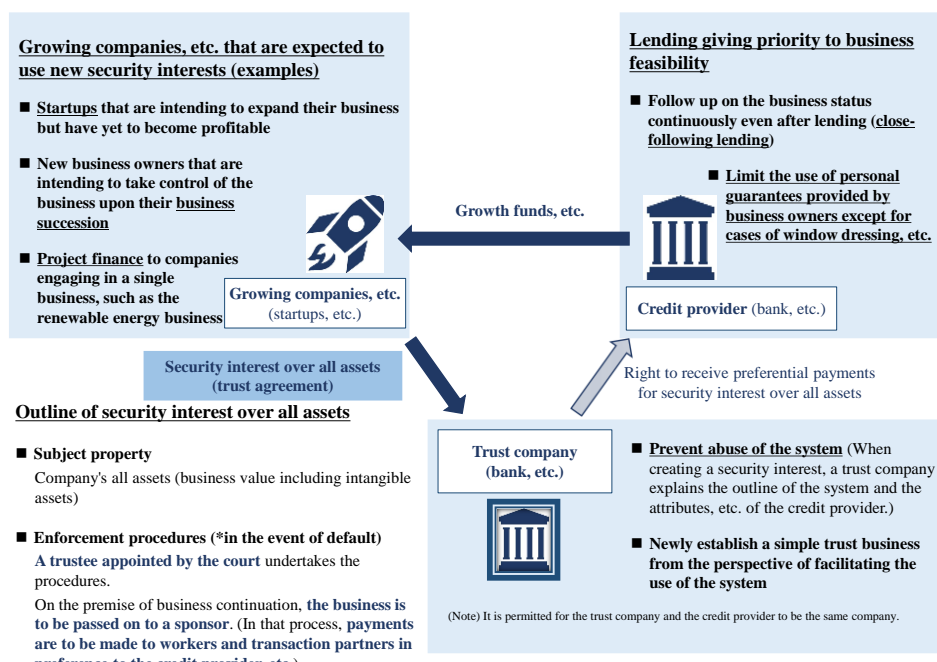 Growing companies, etc. that are expected to
use new security interests (examples)
■ Startups that are intending to expand their business
but have yet to become profitable
■ New business owners that are
intending to take control of the
business upon their business
succession
■ Project finance to companies
engaging in a single
business, such as the
renewable energy business
Growing companies, etc.
(startups, etc.)
Growth funds, etc.
Lending giving priority to business
feasibility
■ Follow up on the business status
continuously even after lending (close-
following lending)
■ Limit the use of personal
guarantees provided by
business owners except for
cases of window dressing, etc.
Credit provider (bank, etc.)
Security interest over all assets
(trust agreement)
Right to receive preferential payments
for security interest over all assets
Outline of security interest over all assets
■ Subject property
Company's all assets (business value including intangible
assets)
■ Enforcement procedures (*in the event of default)
A trustee appointed by the court undertakes the
procedures.
On the premise of business continuation, the business is
to be passed on to a sponsor. (In that process, payments
are to be made to workers and transaction partners in
preference to the credit provider, etc.)
Trust company
(bank, etc.)
■ Prevent abuse of the system (When
creating a security interest, a trust company
explains the outline of the system and the
attributes, etc. of the credit provider.)
■ Newly establish a simple trust business
from the perspective of facilitating the
use of the system
(Note) It is permitted for the trust company and the credit provider to be the same company.